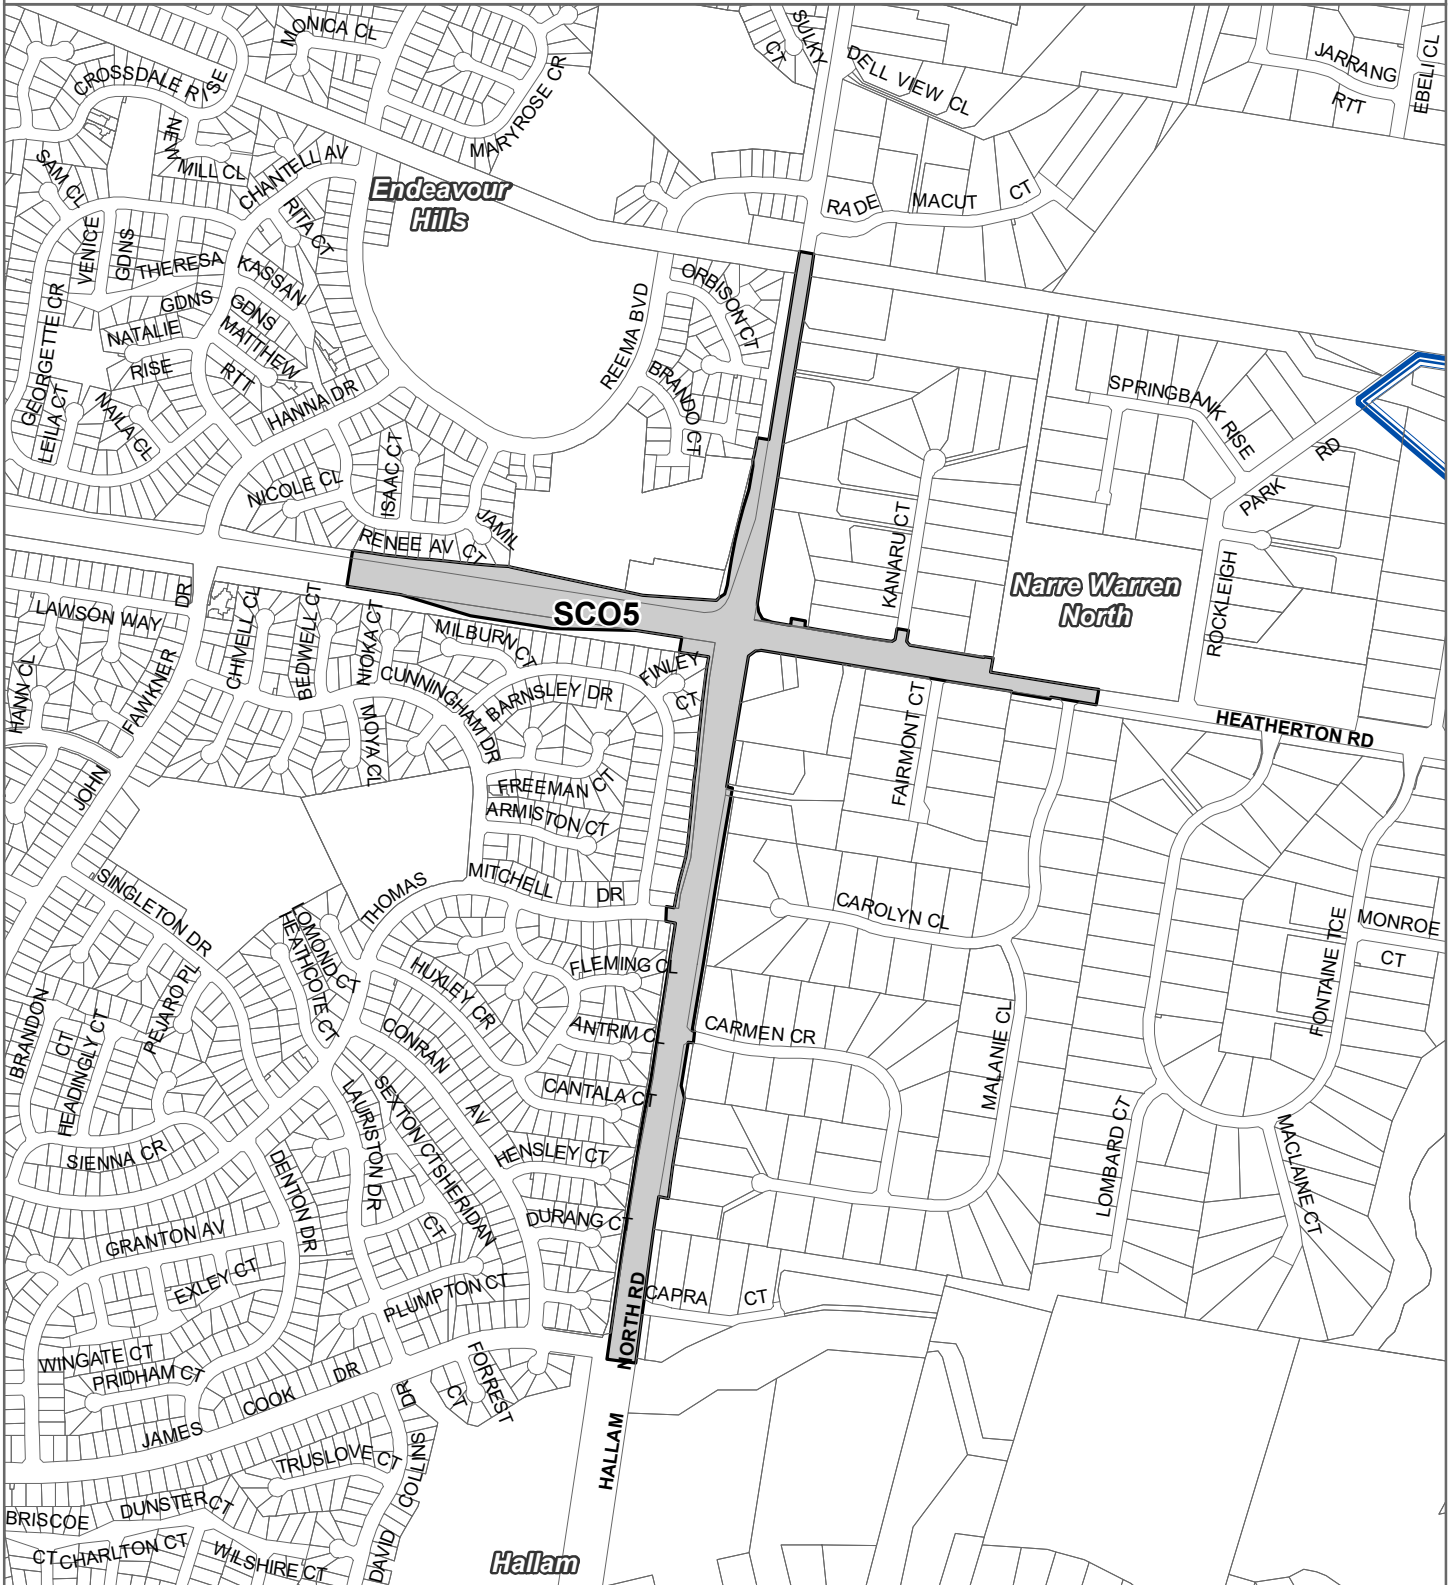 MONICA CL
SULKY
CT
DELL VIEW CL
JARRANG
RTT
EBELI CL
CROSSDALE RISE
MARYROSE CR
NEW
MILL CL
SAM CL
CHANTELL AV
Endeavour
Hills
RITA CT
RADE
MACUT
CT
VENICE
GDNS
THERESA
GDNS
KASSAN
GDNS
ORBISON CT
REEMA BVD
GEORGETTE CR
NATALIE
RISE
MATTHEW
RTT
BRANDO CT
SPRINGBANK RISE
LEILA CT
NAILA CL
HANNA DR
PARK
RD
NICOLE CL
ISAAC CT
JAMIL
CT
RENEE AV
KANARU CT
Narre Warren
North
ROCKLEIGH
SCO5
LAWSON WAY
JOHN
FAWKNER
DR
CHIVELL CL
BEDWELL CT
NIOKA CT
MILBURN CT
FINLEY
CT
HANN CL
CUNNINGHAM DR
BARNSLEY DR
MOYA CL
FAIRMONT CT
HEATHERTON RD
FREEMAN CT
ARMISTON CT
THOMAS
MITCHELL
DR
SINGLETON DR
LOMOND CT
HEATHCOTE CT
CAROLYN CL
FONTAINE TCE
MONROE
CT
HUXLEY CR
FLEMING CL
PEJARO PL
BRANDON
CT
HEADINGLY CT
CONRAN
AV
ANTRIM CL
CARMEN CR
MALANIE CL
CANTALA CT
LAURISTON DR
SEXTON CT
SHERIDAN
CT
LOMBARD CT
MACLAINE CT
SIENNA CR
DENTON DR
HENSLEY CT
GRANTON AV
DURANG CT
EXLEY CT
PLUMPTON CT
CAPRA
CT
HALLAM
NORTH RD
WINGATE CT
PRIDHAM CT
FORREST
CT
JAMES
COOK
DR
TRUSLOVE CT
DAVID
COLLINS
DR
BRISCOE
CT
DUNSTER CT
CHARLTON CT
WILSHIRE CT
Hallam